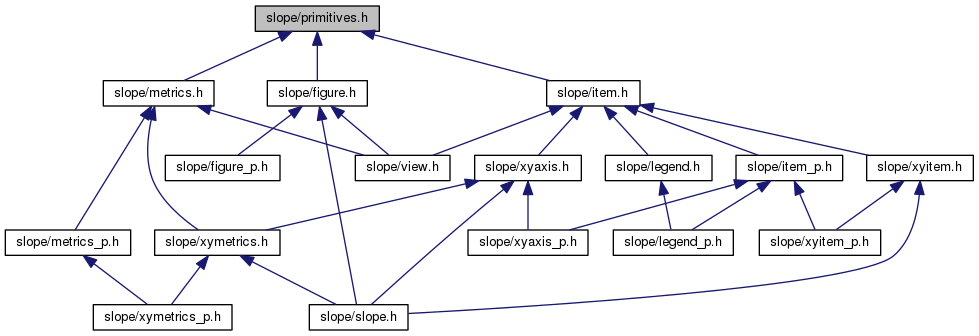 slope/primitives.h
slope/metrics.h
slope/figure.h
slope/item.h
slope/figure_p.h
slope/view.h
slope/xyaxis.h
slope/legend.h
slope/item_p.h
slope/xyitem.h
slope/metrics_p.h
slope/xymetrics.h
slope/xyaxis_p.h
slope/legend_p.h
slope/xyitem_p.h
slope/xymetrics_p.h
slope/slope.h